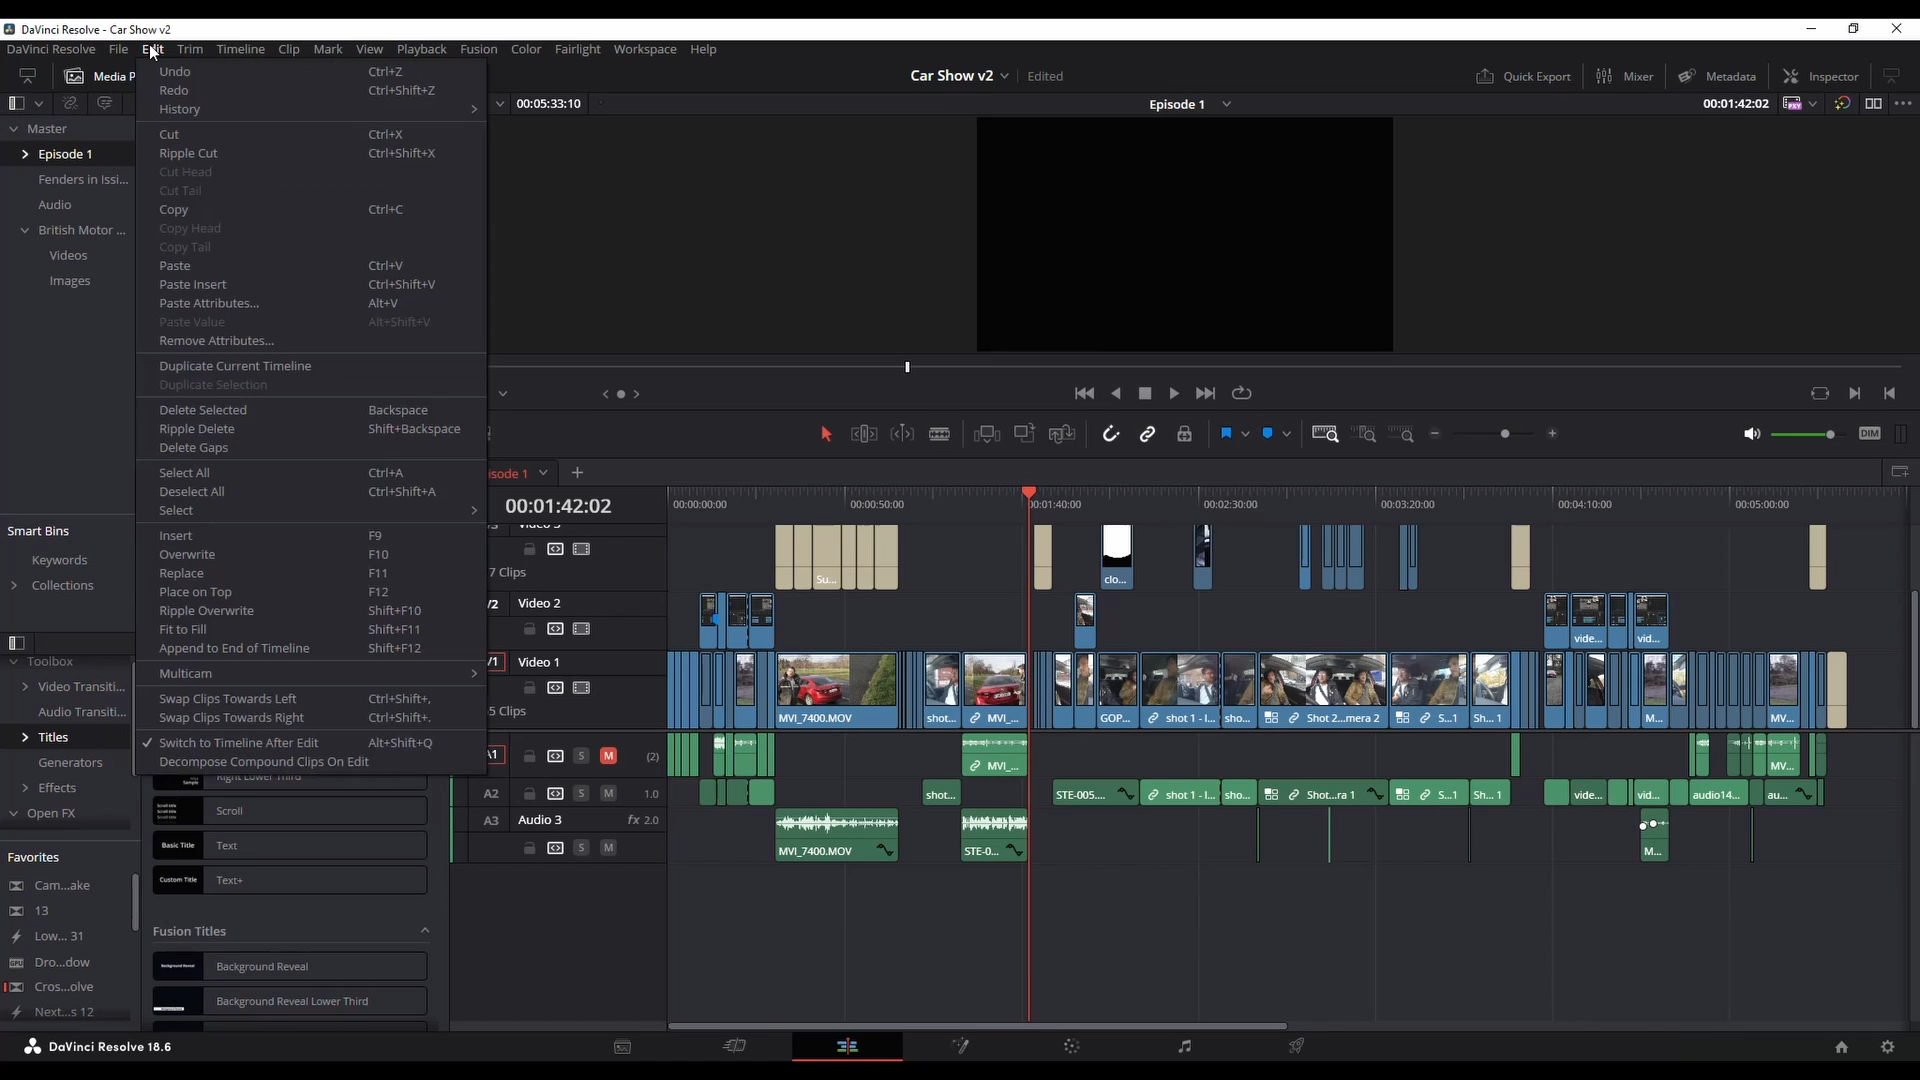 DaVinci Resolve - Car Show v2
DaVinci Resolve File Edit Trim Timeline Clip Mark View Playback Fusion Color Fairlight Workspace Help
Media P
Car Show v2 Edited
Quick Export Mixer Metadata Inspector
00:05:33:10
Episode 1
00:01:42:02
Master
Episode 1
Fenders in Issi...
Audio
British Motor ...
Videos
Images
Smart Bins
Keywords
Collections
Undo Ctrl+Z
Redo Ctrl+Shift+Z
History
Cut Ctrl+X
Ripple Cut Ctrl+Shift+X
Cut Head
Cut Tail
Copy Ctrl+C
Copy Head
Copy Tail
Paste Ctrl+V
Paste Insert Ctrl+Shift+V
Paste Attributes... Alt+V
Paste Value Alt+Shift+V
Remove Attributes...
Duplicate Current Timeline
Duplicate Selection
Delete Selected Backspace
Ripple Delete Shift+Backspace
Delete Gaps
Select All Ctrl+A
Deselect All Ctrl+Shift+A
Select
Insert F9
Overwrite F10
Replace F11
Place on Top F12
Ripple Overwrite Shift+F10
Fit to Fill Shift+F11
Append to End of Timeline Shift+F12
Multicam
Swap Clips Towards Left Ctrl+Shift+,
Swap Clips Towards Right Ctrl+Shift+.
Switch to Timeline After Edit Alt+Shift+Q
Decompose Compound Clips On Edit
DIM
isode 1
00:01:42:02
00:00:00:00 00:00:50:00 00:01:40:00 00:02:30:00 00:03:20:00 00:04:10:00 00:05:00:00
Video 3
7 Clips
Su... clo...
V2 Video 2
vide... vid...
V1 Video 1
5 Clips
MVI_7400.MOV shot... MVI_... GOP... shot 1 - I... sho... Shot 2...mera 2 S...1 Sh... 1 M... MV...
A1 S M (2)
MVI_... MV...
A2 S M 1.0
shot... STE-005.... shot 1 - I... sho... Shot...ra 1 S...1 Sh... 1 vide... vid... audio14... au...
A3 Audio 3 fx 2.0
S M
MVI_7400.MOV STE-0... M...
Toolbox
Video Transiti...
Audio Transiti...
Titles
Generators
Effects
Open FX
Favorites
Cam...ake
13
Low... 31
Dro...dow
Cros...olve
Next...s 12
Right Lower Third
Scroll
Basic Title Text
Custom Title Text+
Fusion Titles
Background Reveal
Background Reveal Lower Third
DaVinci Resolve 18.6